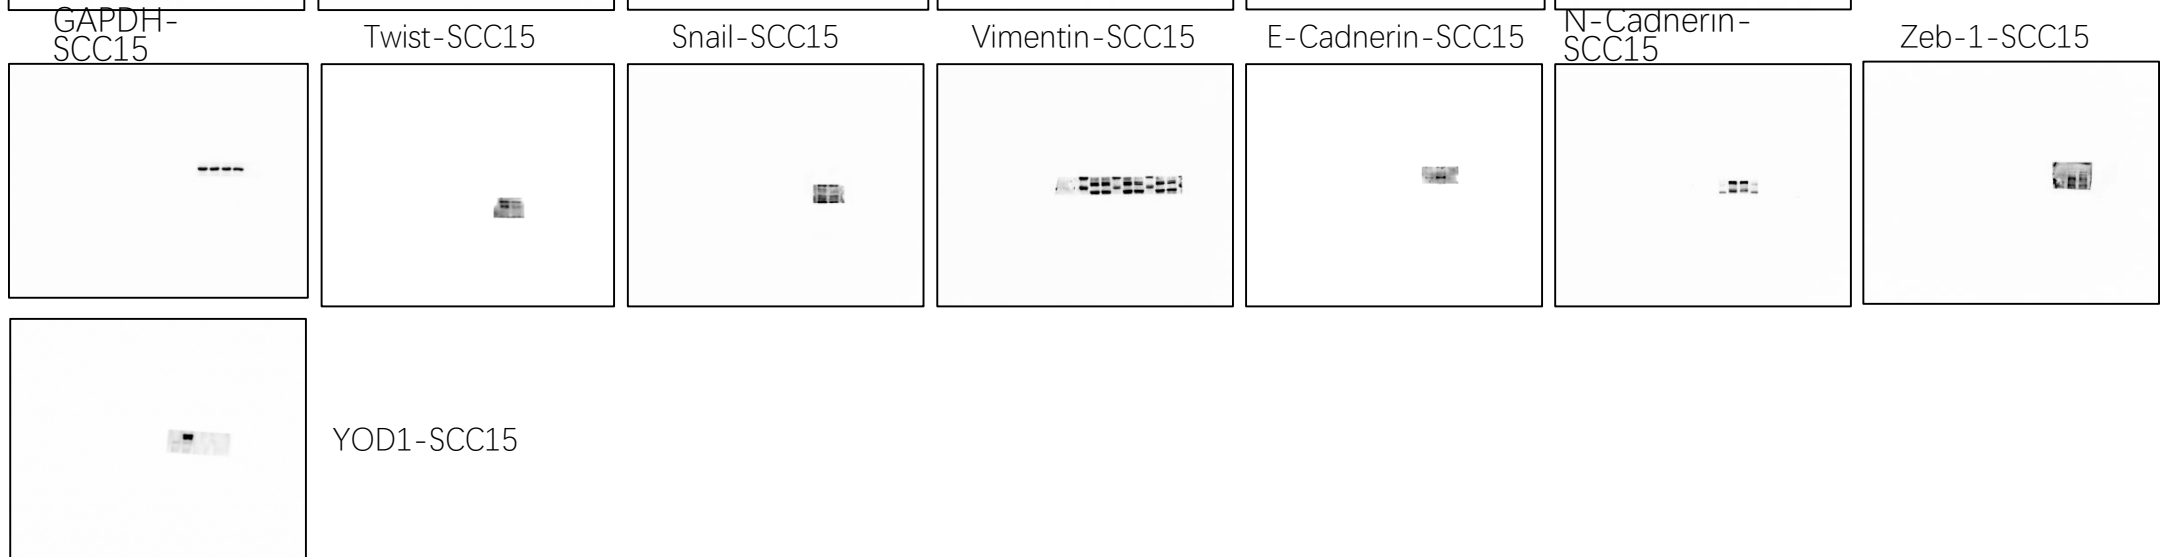 GAPDH-
SCC15
Twist-SCC15
Snail-SCC15
Vimentin-SCC15
E-Cadnerin-SCC15
N-Cadnerin-
SCC15
Zeb-1-SCC15
YOD1-SCC15